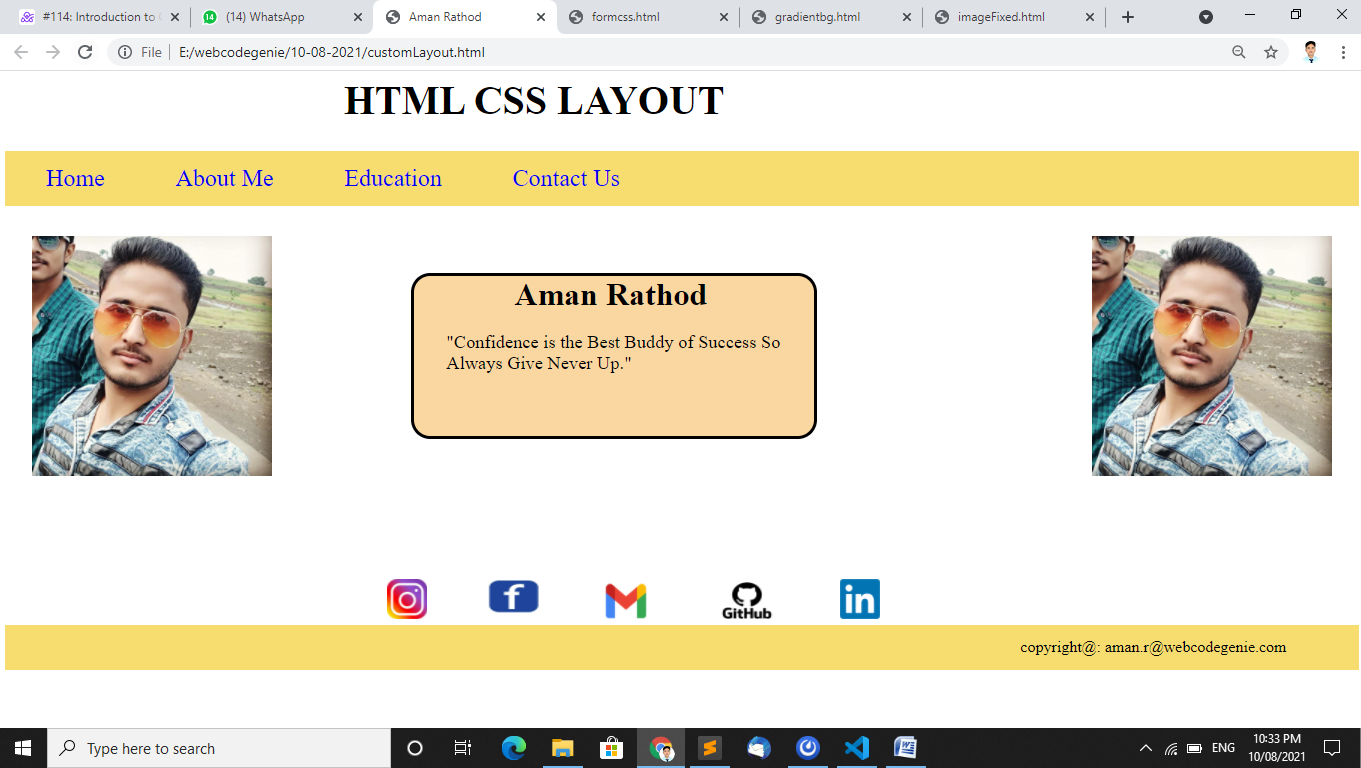 #114: Introduction to
(14) WhatsApp
Aman Rathod
formcss.html
gradientbg.html
imageFixed.html
File
E:/webcodegenie/10-08-2021/customLayout.html
HTML CSS LAYOUT
Home About Me Education Contact Us
Aman Rathod
"Confidence is the Best Buddy of Success So
Always Give Never Up."
GitHub
copyright@: aman.r@webcodegenie.com
Type here to search
ENG
10:33 PM
10/08/2021